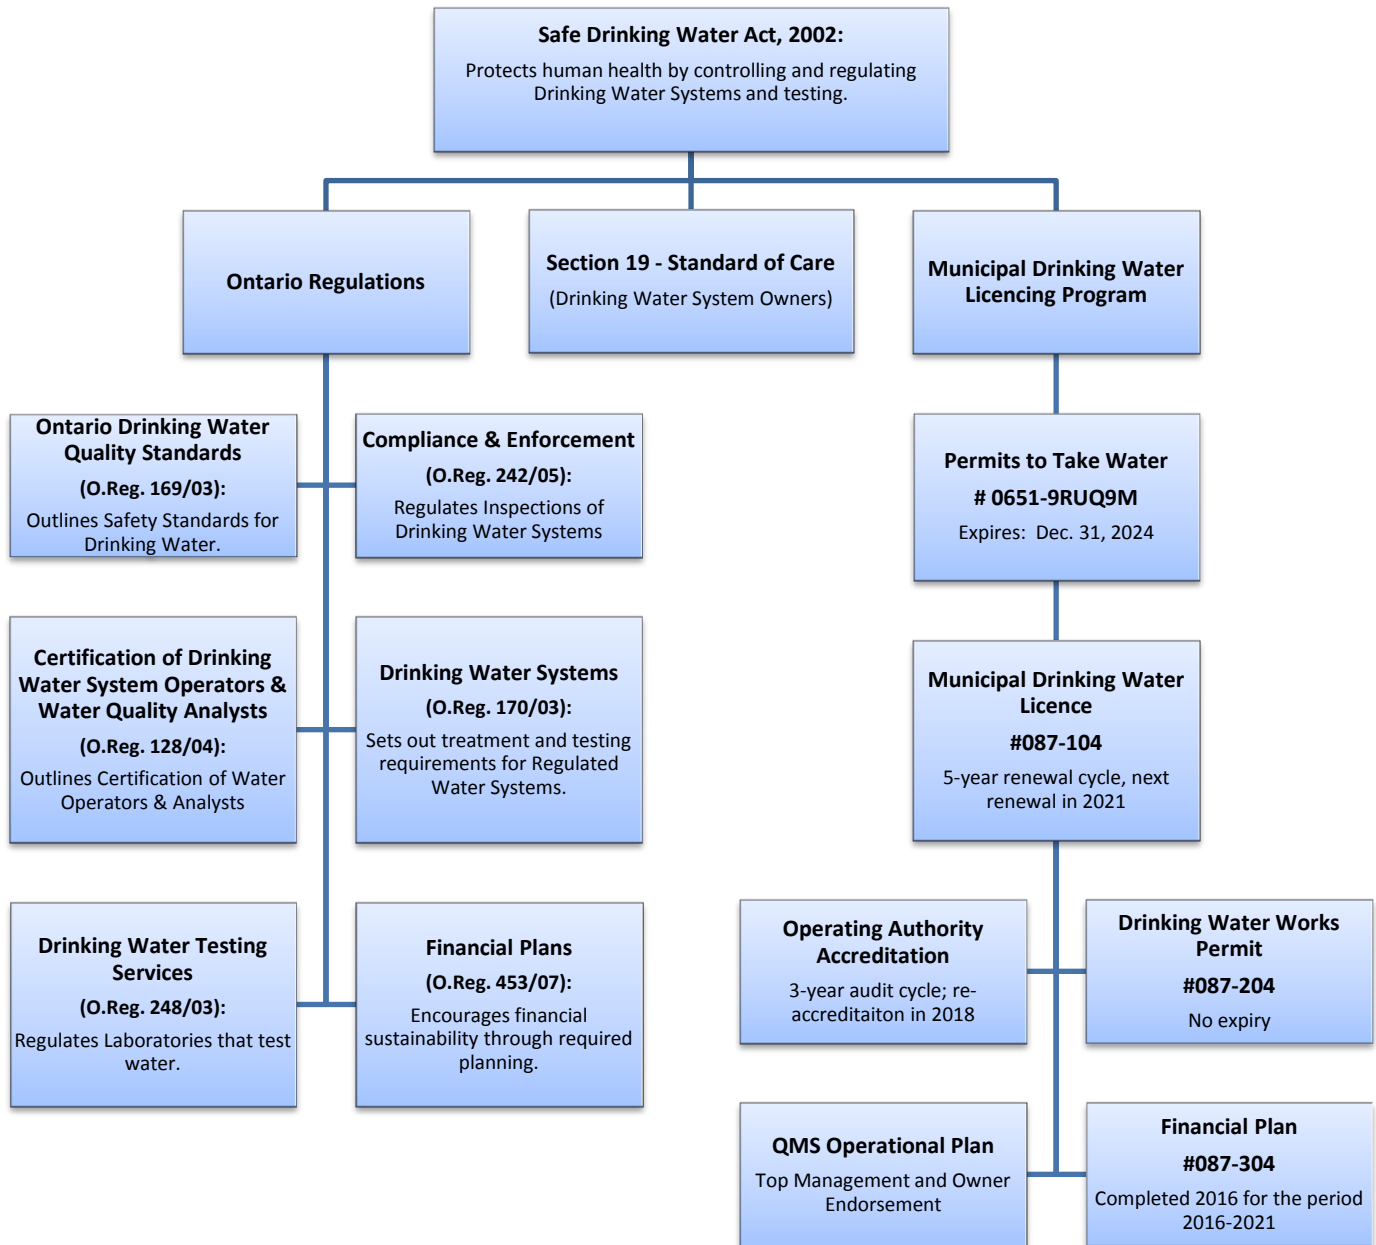 Safe Drinking Water Act, 2002:
Protects human health by controlling and regulating
Drinking Water Systems and testing.
Ontario Regulations
Section 19 - Standard of Care
(Drinking Water System Owners)
Municipal Drinking Water
Licencing Program
Ontario Drinking Water
Quality Standards
(O.Reg. 169/03):
Outlines Safety Standards for
Drinking Water.
Compliance & Enforcement
(O.Reg. 242/05):
Regulates Inspections of
Drinking Water Systems
Permits to Take Water
# 0651-9RUQ9M
Expires:  Dec. 31, 2024
Certification of Drinking
Water System Operators &
Water Quality Analysts
(O.Reg. 128/04):
Outlines Certification of Water
Operators & Analysts
Drinking Water Systems
(O.Reg. 170/03):
Sets out treatment and testing
requirements for Regulated
Water Systems.
Municipal Drinking Water
Licence
#087-104
5-year renewal cycle, next
renewal in 2021
Drinking Water Testing
Services
(O.Reg. 248/03):
Regulates Laboratories that test
water.
Financial Plans
(O.Reg. 453/07):
Encourages financial
sustainability through required
planning.
Operating Authority
Accreditation
3-year audit cycle; re-
accreditaiton in 2018
Drinking Water Works
Permit
#087-204
No expiry
QMS Operational Plan
Top Management and Owner
Endorsement
Financial Plan
#087-304
Completed 2016 for the period
2016-2021